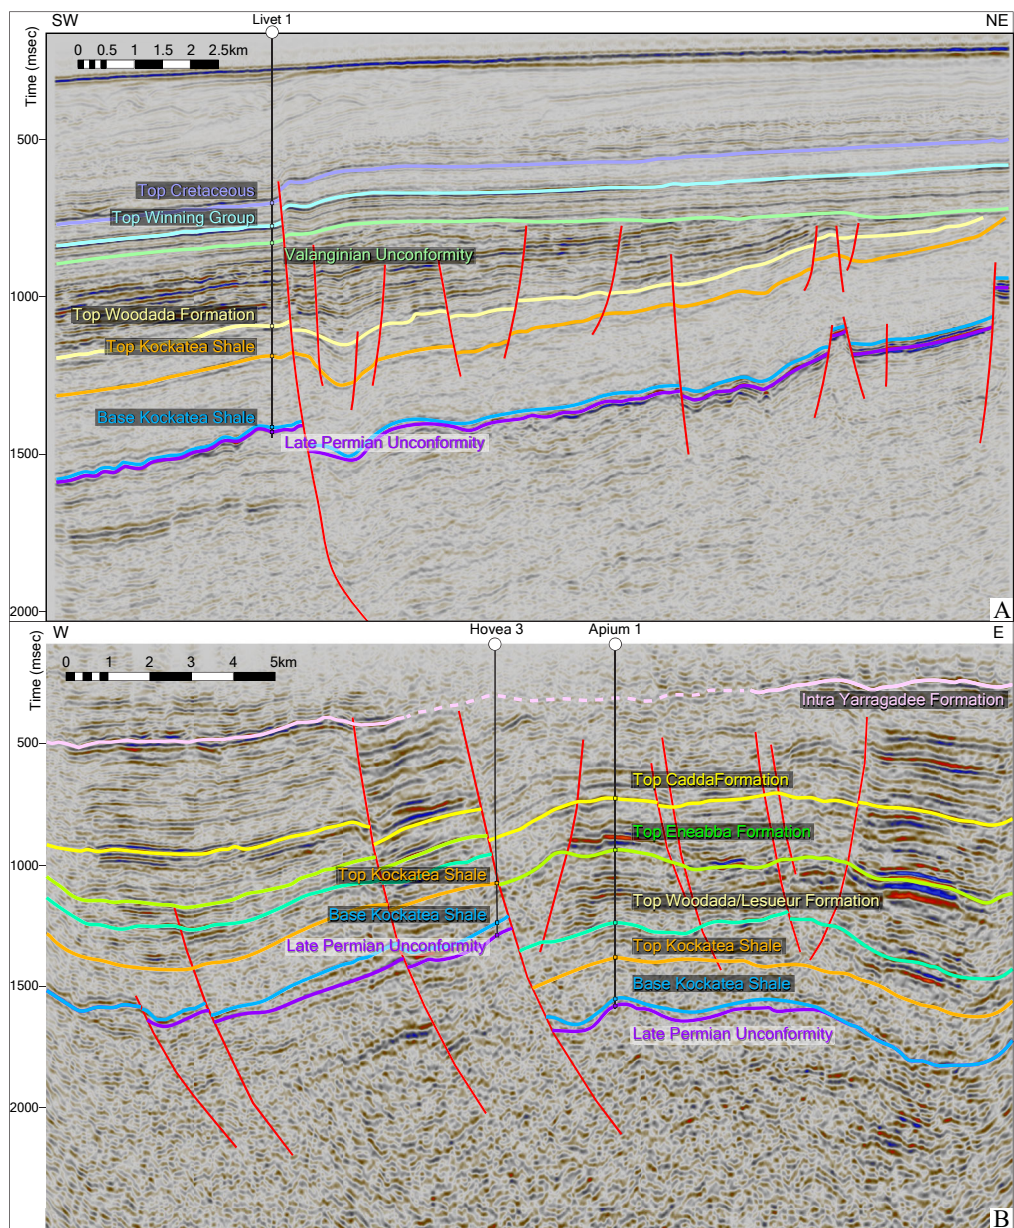 SW
Livet 1
NE
0 0.5 1 1.5 2 2.5km
Time (msec)
500
Top Cretaceous
Top Winning Group
Valanginian Unconformity
1000
Top Woodada Formation
Top Kockatea Shale
Base Kockatea Shale
Late Permian Unconformity
1500
2000
A
W
Hovea 3
Apium 1
E
0 1 2 3 4 5km
Time (msec)
Intra Yarragadee Formation
500
Top CaddaFormation
Top Eneabba Formation
1000
Top Kockatea Shale
Top Woodada/Lesueur Formation
Base Kockatea Shale
Late Permian Unconformity
Top Kockatea Shale
1500
Base Kockatea Shale
Late Permian Unconformity
2000
B